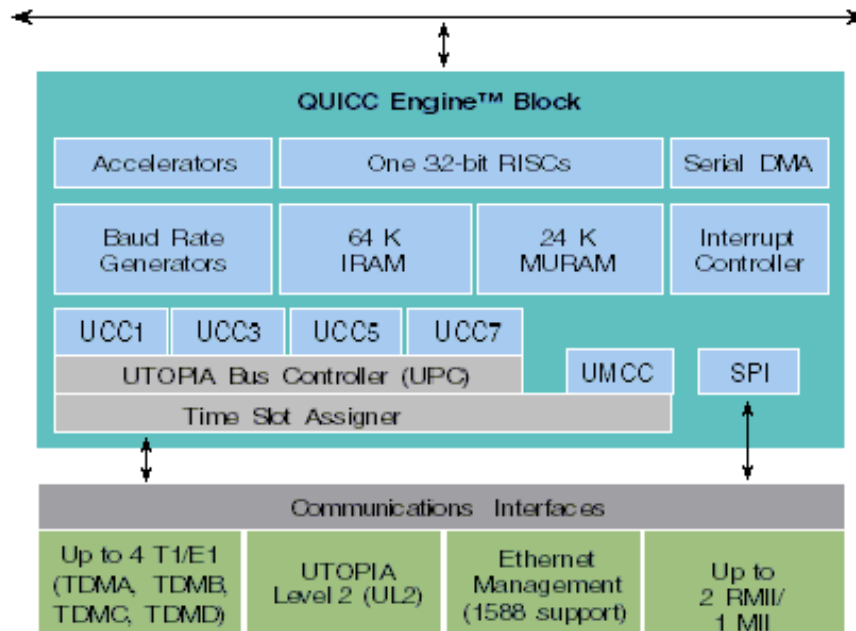 QUICC Engine™ Block
Accelerators
One 32-bit RISCs
Serial DMA
Baud Rate
Generators
64 K
IRAM
24 K
MURAM
Interrupt
Controller
UCC1
UCC3
UCC5
UCC7
UTOPIA Bus Controller (UPC)
UMCC
SPI
Time Slot Assigner
Communications Interfaces
Up to 4 T1/E1
(TDMA, TDMB,
TDMC, TDMD)
UTOPIA
Level 2 (UL2)
Ethernet
Management
(1588 support)
Up to
2 RMII/
1 MII